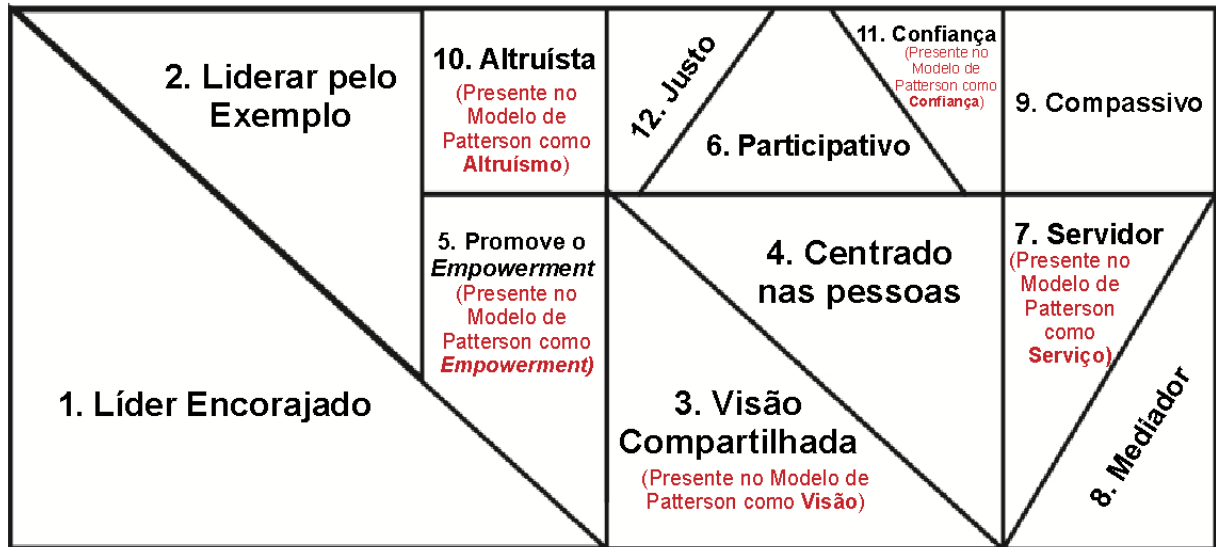 2. Liderar pelo
Exemplo
10. Altruísta
(Presente no
Modelo de
Patterson como
Altruísmo)
12. Justo
6. Participativo
11. Confiança
(Presente no
Modelo de
Patterson como
Confiança)
9. Compassivo
1. Líder Encorajado
5. Promove o
Empowerment
(Presente no
Modelo de
Patterson como
Empowerment)
3. Visão
Compartilhada
(Presente no Modelo de
Patterson como Visão)
4. Centrado
nas pessoas
7. Servidor
(Presente no
Modelo de
Patterson
como
Serviço)
8. Mediador